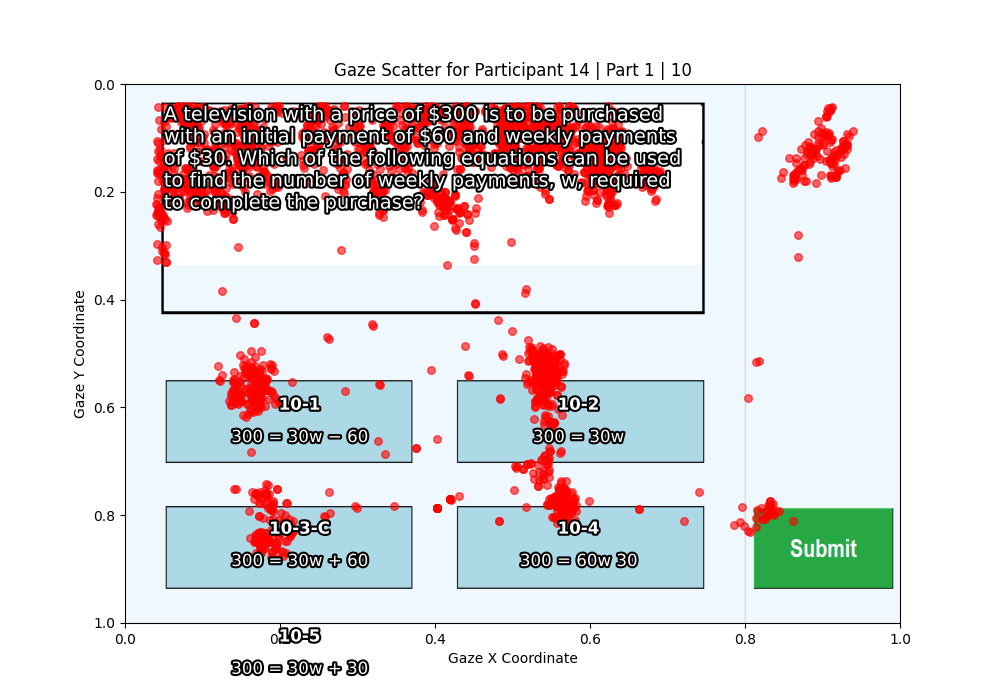 Gaze Scatter for Participant 14 | Part 1 | 10
0.0
A television with a price of $300 is to be purchased
with an initial payment of $60 and weekly payments
of $30. Which of the following equations can be used
to find the number of weekly payments, w, required
to complete the purchase?
0.2
0.4
Gaze Y Coordinate
0.6
10-1
300 = 30w − 60
10-2
300 = 30w
0.8
10-3-C
300 = 30w + 60
10-4
300 = 60w 30
Submit
1.0
0.0
0.2
0.4
0.6
0.8
1.0
10-5
Gaze X Coordinate
300 = 30w + 30